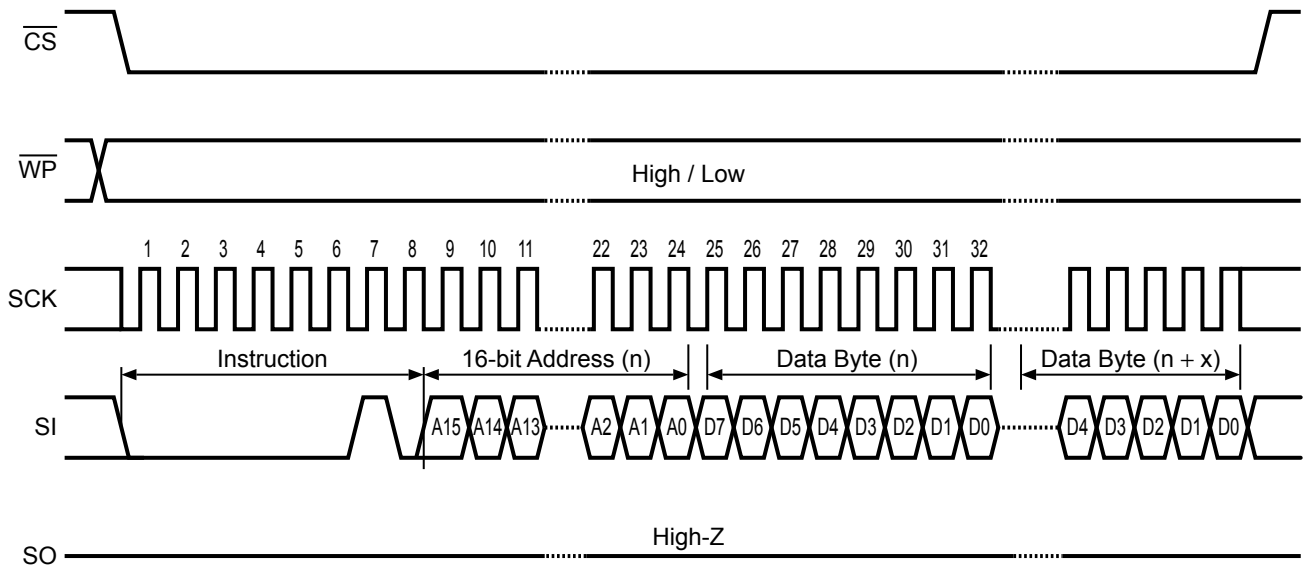 CS
WP
High / Low
1 2 3 4 5 6 7 8 9 10 11 22 23 24 25 26 27 28 29 30 31 32
SCK
Instruction 16-bit Address (n) Data Byte (n) Data Byte (n + x)
SI A15 A14 A13 A2 A1 A0 D7 D6 D5 D4 D3 D2 D1 D0 D4 D3 D2 D1 D0
High-Z
SO